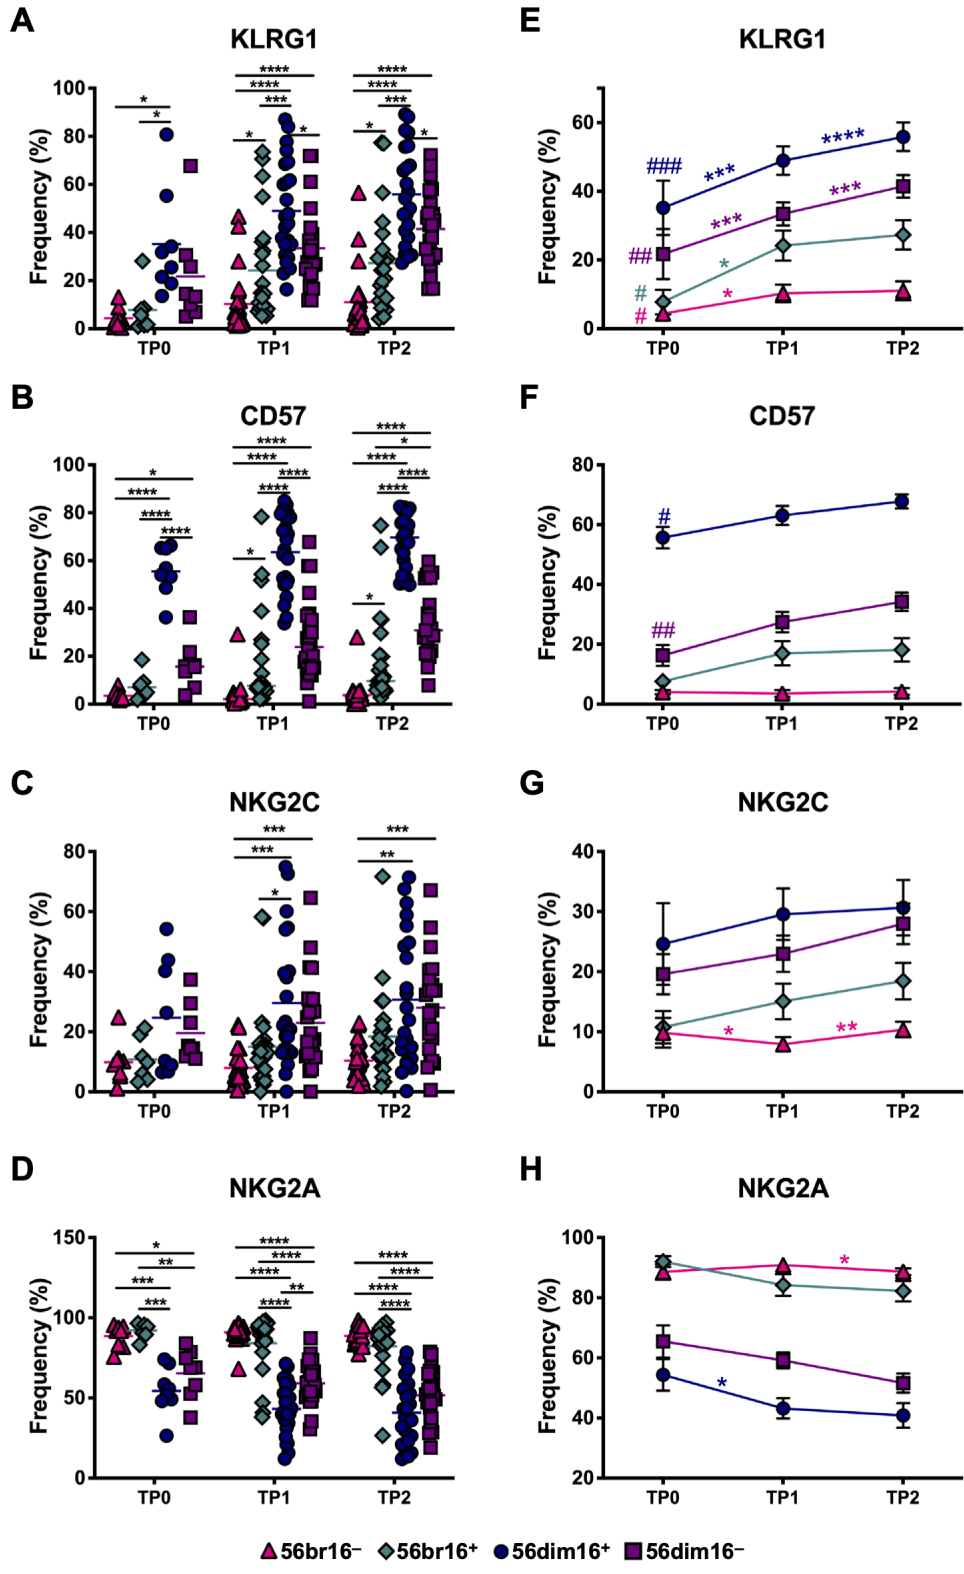 A
KLRG1
Frequency (%)
100
80
60
40
20
0
* * * **** **** *** * **** **** *** * *
TP0 TP1 TP2
E
KLRG1
Frequency (%)
60
40
20
0
### *** ****
## *** ***
# *
# *
TP0 TP1 TP2
B
CD57
Frequency (%)
100
80
60
40
20
0
* **** **** **** **** **** **** **** * **** * **** **** **** *
TP0 TP1 TP2
F
CD57
Frequency (%)
80
60
40
20
0
#
##
TP0 TP1 TP2
C
NKG2C
Frequency (%)
80
60
40
20
0
*** *** * *** **
TP0 TP1 TP2
G
NKG2C
Frequency (%)
40
30
20
10
0
* **
TP0 TP1 TP2
D
NKG2A
Frequency (%)
150
100
50
0
* ** *** *** **** **** **** ** **** **** **** **** ****
TP0 TP1 TP2
H
NKG2A
Frequency (%)
100
80
60
40
20
*
*
TP0 TP1 TP2
56br16– 56br16+ 56dim16+ 56dim16–